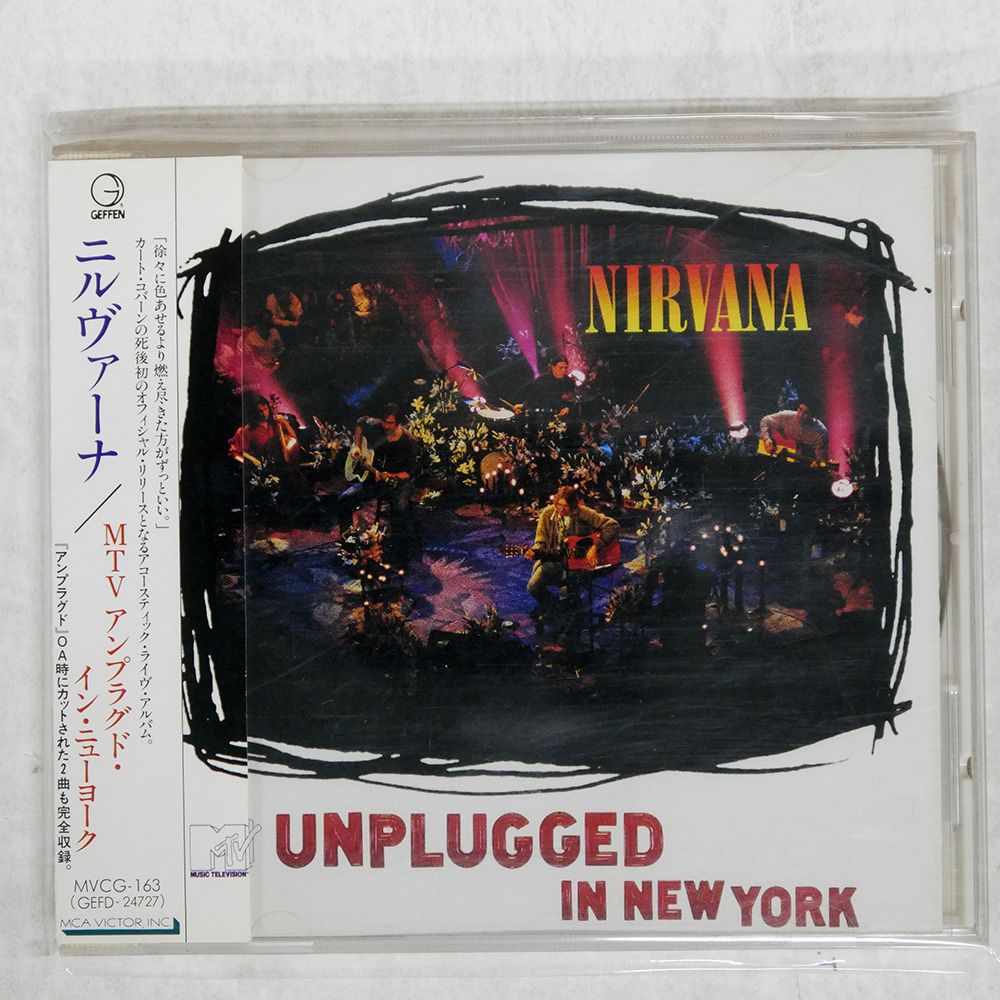 G
GEFFEN
ニルヴァーナ／
MTV アンプラグド・
イン・ニューヨーク
「徐々に色あせるより燃え尽きた方がずっといい。」
カート・コバーンの死後初のオフィシャル・リリースとなるアコースティック・ライヴ・アルバム。
『アンプラグド』OA時にカットされた2曲も完全収録。
MVCG-163
(GEFD-24727)
MCA VICTOR, INC.
NIRVANA
MTV
MUSIC TELEVISION
UNPLUGGED
IN NEW YORK